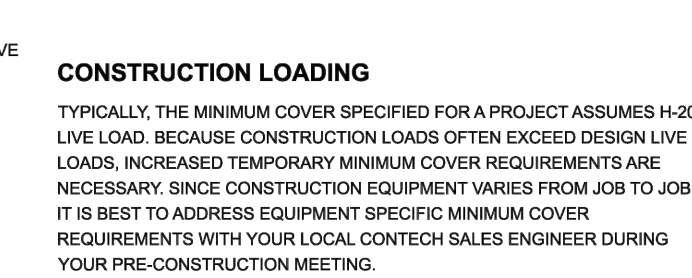 CONSTRUCTION LOADING
TYPICALLY, THE MINIMUM COVER SPECIFIED FOR A PROJECT ASSUMES H-20
LIVE LOAD. BECAUSE CONSTRUCTION LOADS OFTEN EXCEED DESIGN LIVE
LOADS, INCREASED TEMPORARY MINIMUM COVER REQUIREMENTS ARE
NECESSARY. SINCE CONSTRUCTION EQUIPMENT VARIES FROM JOB TO JOB
IT IS BEST TO ADDRESS EQUIPMENT SPECIFIC MINIMUM COVER
REQUIREMENTS WITH YOUR LOCAL CONTECH SALES ENGINEER DURING
YOUR PRE-CONSTRUCTION MEETING.